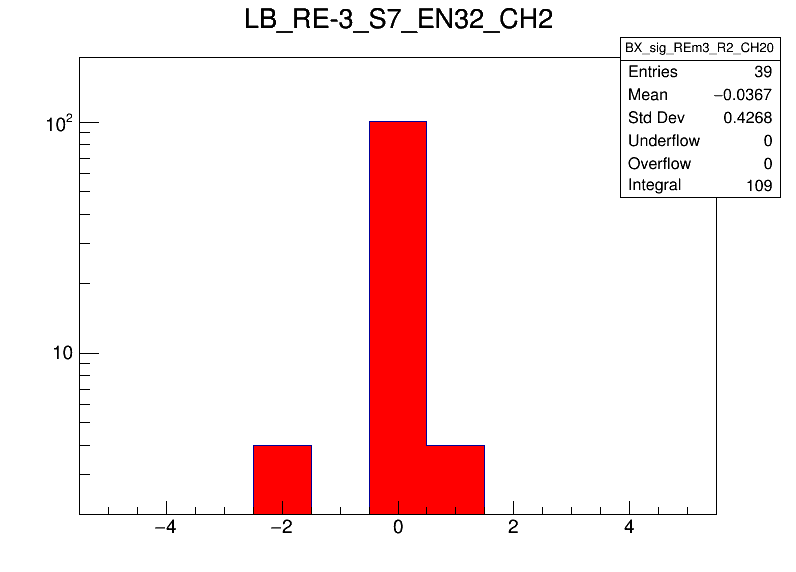 LB_RE-3_S7_EN32_CH2
BX_sig_REm3_R2_CH20
Entries 39
Mean −0.0367
Std Dev 0.4268
Underflow 0
Overflow 0
Integral 109
10²
10
−4 −2 0 2 4